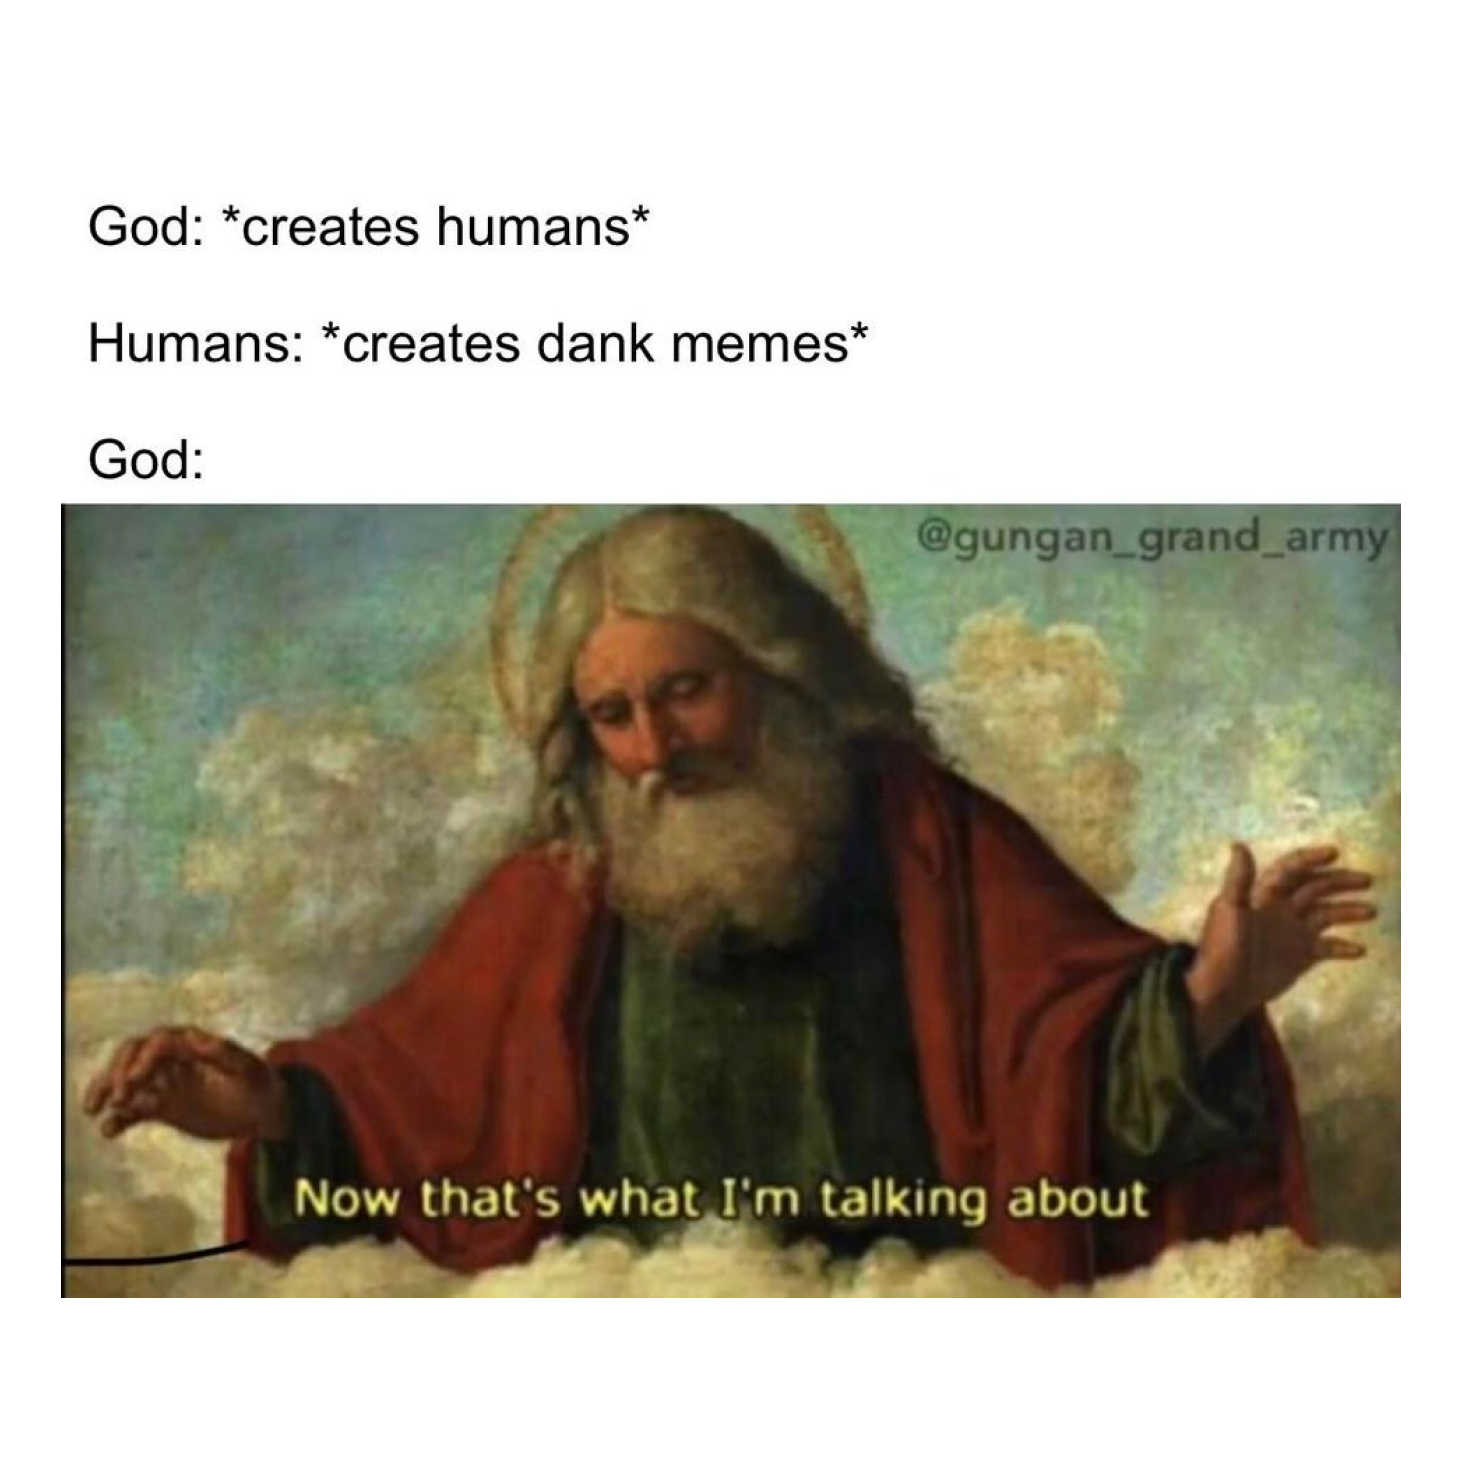 God: *creates humans*
Humans: *creates dank memes*
God:
@gungan_grand_army
Now that's what I'm talking about